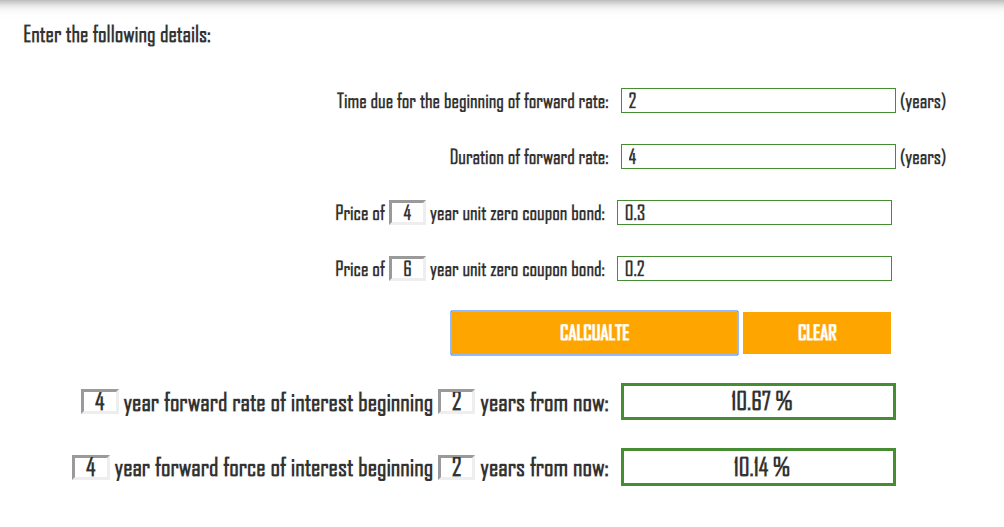 Enter the following details:
Time due for the beginning of forward rate: 2 (years)
Duration of forward rate: 4 (years)
Price of 4 year unit zero coupon bond: 0.3
Price of 6 year unit zero coupon bond: 0.2
CALCUALTE CLEAR
4 year forward rate of interest beginning 2 years from now: 10.67 %
4 year forward force of interest beginning 2 years from now: 10.14 %